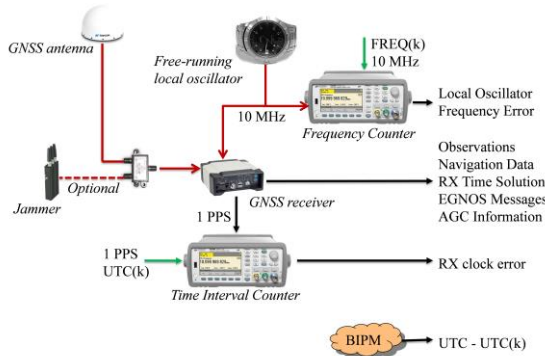 GNSS antenna
Free-running
local oscillator
FREQ(k)
10 MHz
10 MHz
Frequency Counter
Local Oscillator
Frequency Error
Optional
Jammer
GNSS receiver
Observations
Navigation Data
RX Time Solution
EGNOS Messages
AGC Information
1 PPS
1 PPS
UTC(k)
Time Interval Counter
RX clock error
BIPM
UTC - UTC(k)